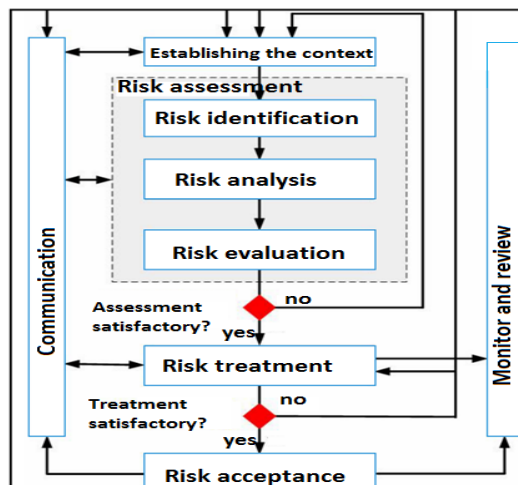 Establishing the context
Risk assessment
Risk identification
Risk analysis
Risk evaluation
no
Assessment
satisfactory?
yes
Risk treatment
no
Treatment
satisfactory?
yes
Risk acceptance
Communication
Monitor and review